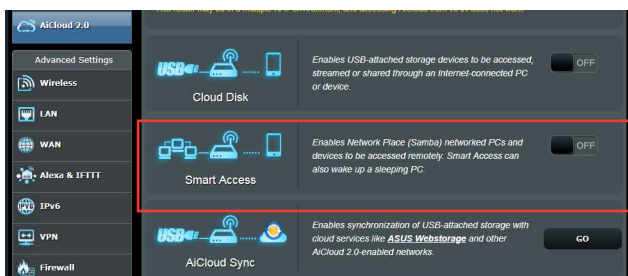 AiCloud 2.0
Advanced Settings
Wireless
LAN
WAN
Alexa & IFTTT
IPv6
VPN
Firewall
USB
Cloud Disk
Enables USB-attached storage devices to be accessed,
streamed or shared through an Internet-connected PC
or device.
OFF
Smart Access
Enables Network Place (Samba) networked PCs and
devices to be accessed remotely. Smart Access can
also wake up a sleeping PC.
OFF
USB
AiCloud Sync
Enables synchronization of USB-attached storage with
cloud services like ASUS Webstorage and other
AiCloud 2.0-enabled networks.
GO